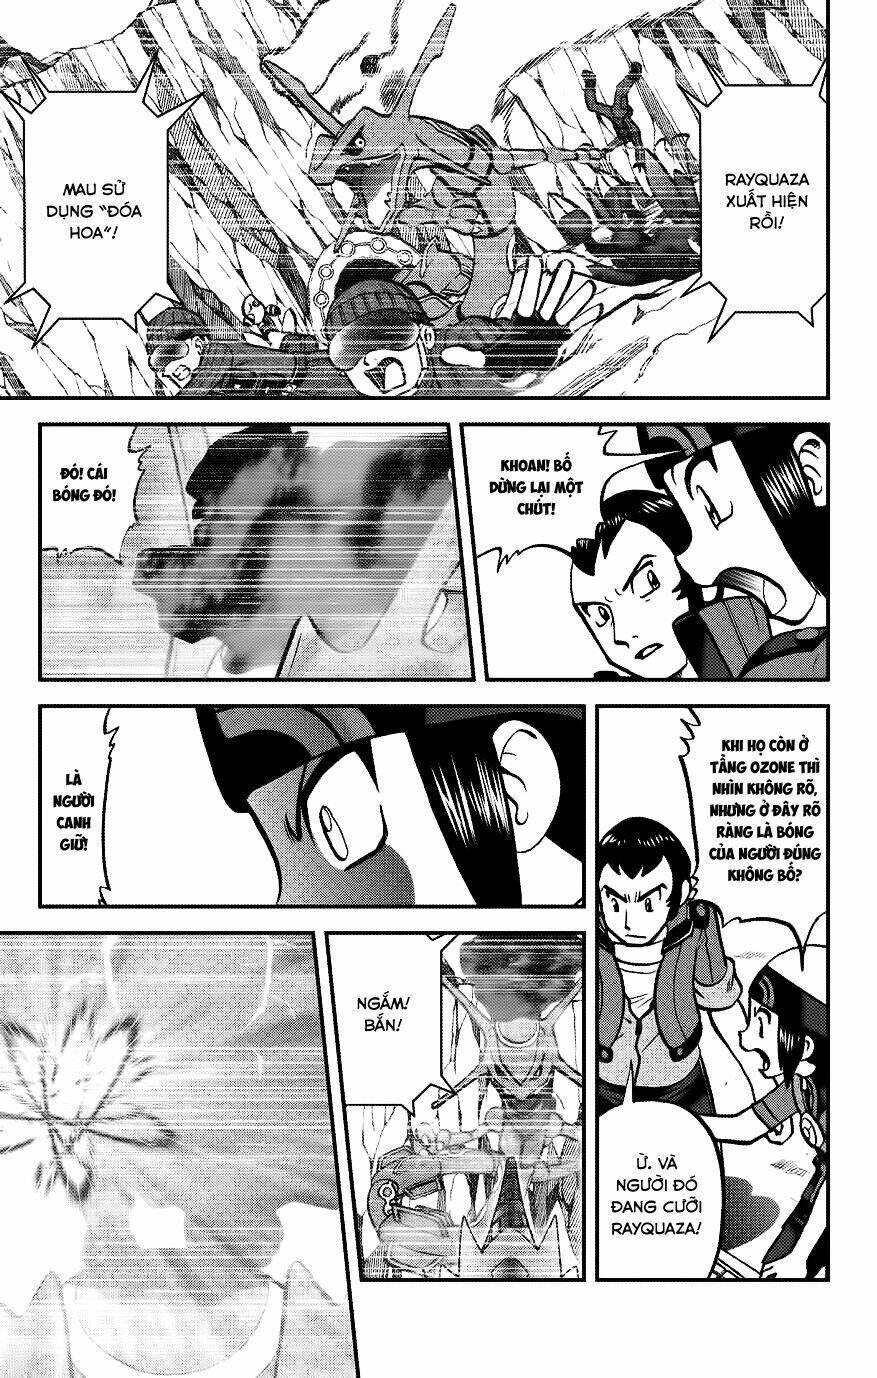 RAYQUAZA
XUẤT HIỆN
RỒI!
MAU SỬ
DỤNG "ĐÓA
HOA"!
KHOAN! BỐ
DỪNG LẠI MỘT
CHÚT!
ĐÓ! CÁI
BÓNG ĐÓ!
KHI HỌ CÒN Ở
TẦNG OZONE THÌ
NHÌN KHÔNG RÕ,
NHƯNG Ở ĐÂY RÕ
RÀNG LÀ BÓNG
CỦA NGƯỜI ĐÚNG
KHÔNG BỐ?
Ừ. VÀ
NGƯỜI ĐÓ
ĐANG CƯỠI
RAYQUAZA!
LÀ
NGƯỜI
CANH
GIỮ!
NGẮM!
BẮN!